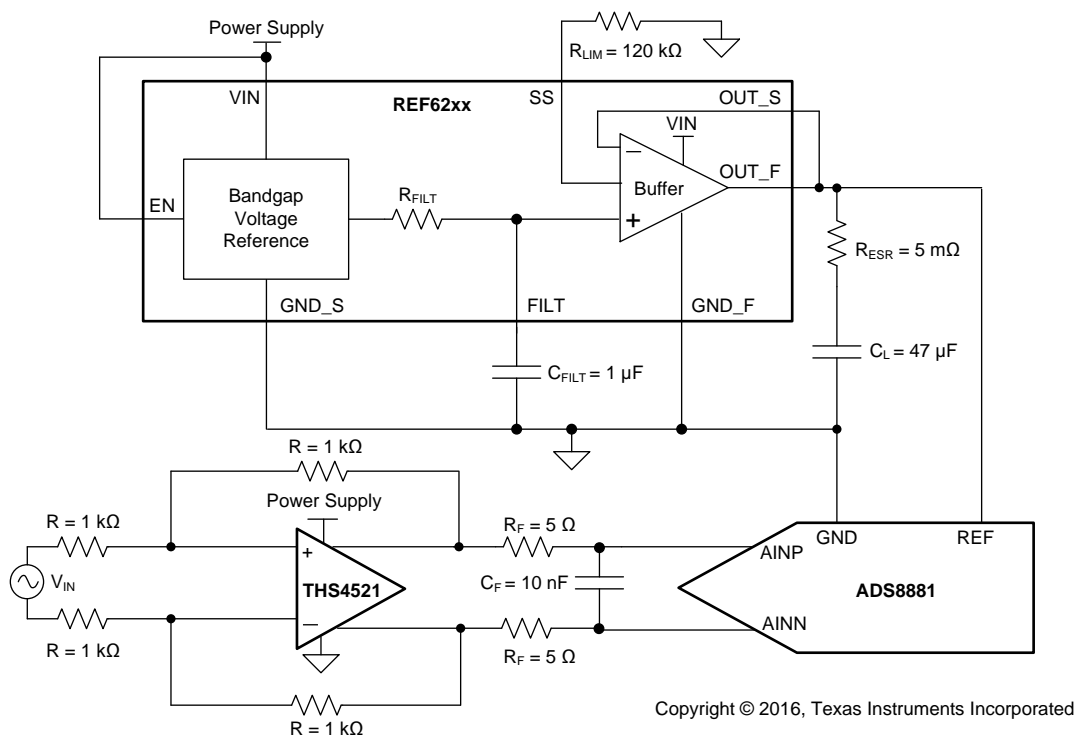 Power Supply
R_LIM = 120 kΩ
REF62xx
VIN
SS
OUT_S
VIN
OUT_F
Buffer
−
+
EN
Bandgap
Voltage
Reference
R_FILT
R_ESR = 5 mΩ
GND_S
FILT
GND_F
C_L = 47 µF
C_FILT = 1 µF
R = 1 kΩ
Power Supply
R = 1 kΩ
R_F = 5 Ω
GND
REF
AINP
+
V_IN
THS4521
C_F = 10 nF
ADS8881
−
AINN
R = 1 kΩ
R_F = 5 Ω
R = 1 kΩ
Copyright © 2016, Texas Instruments Incorporated